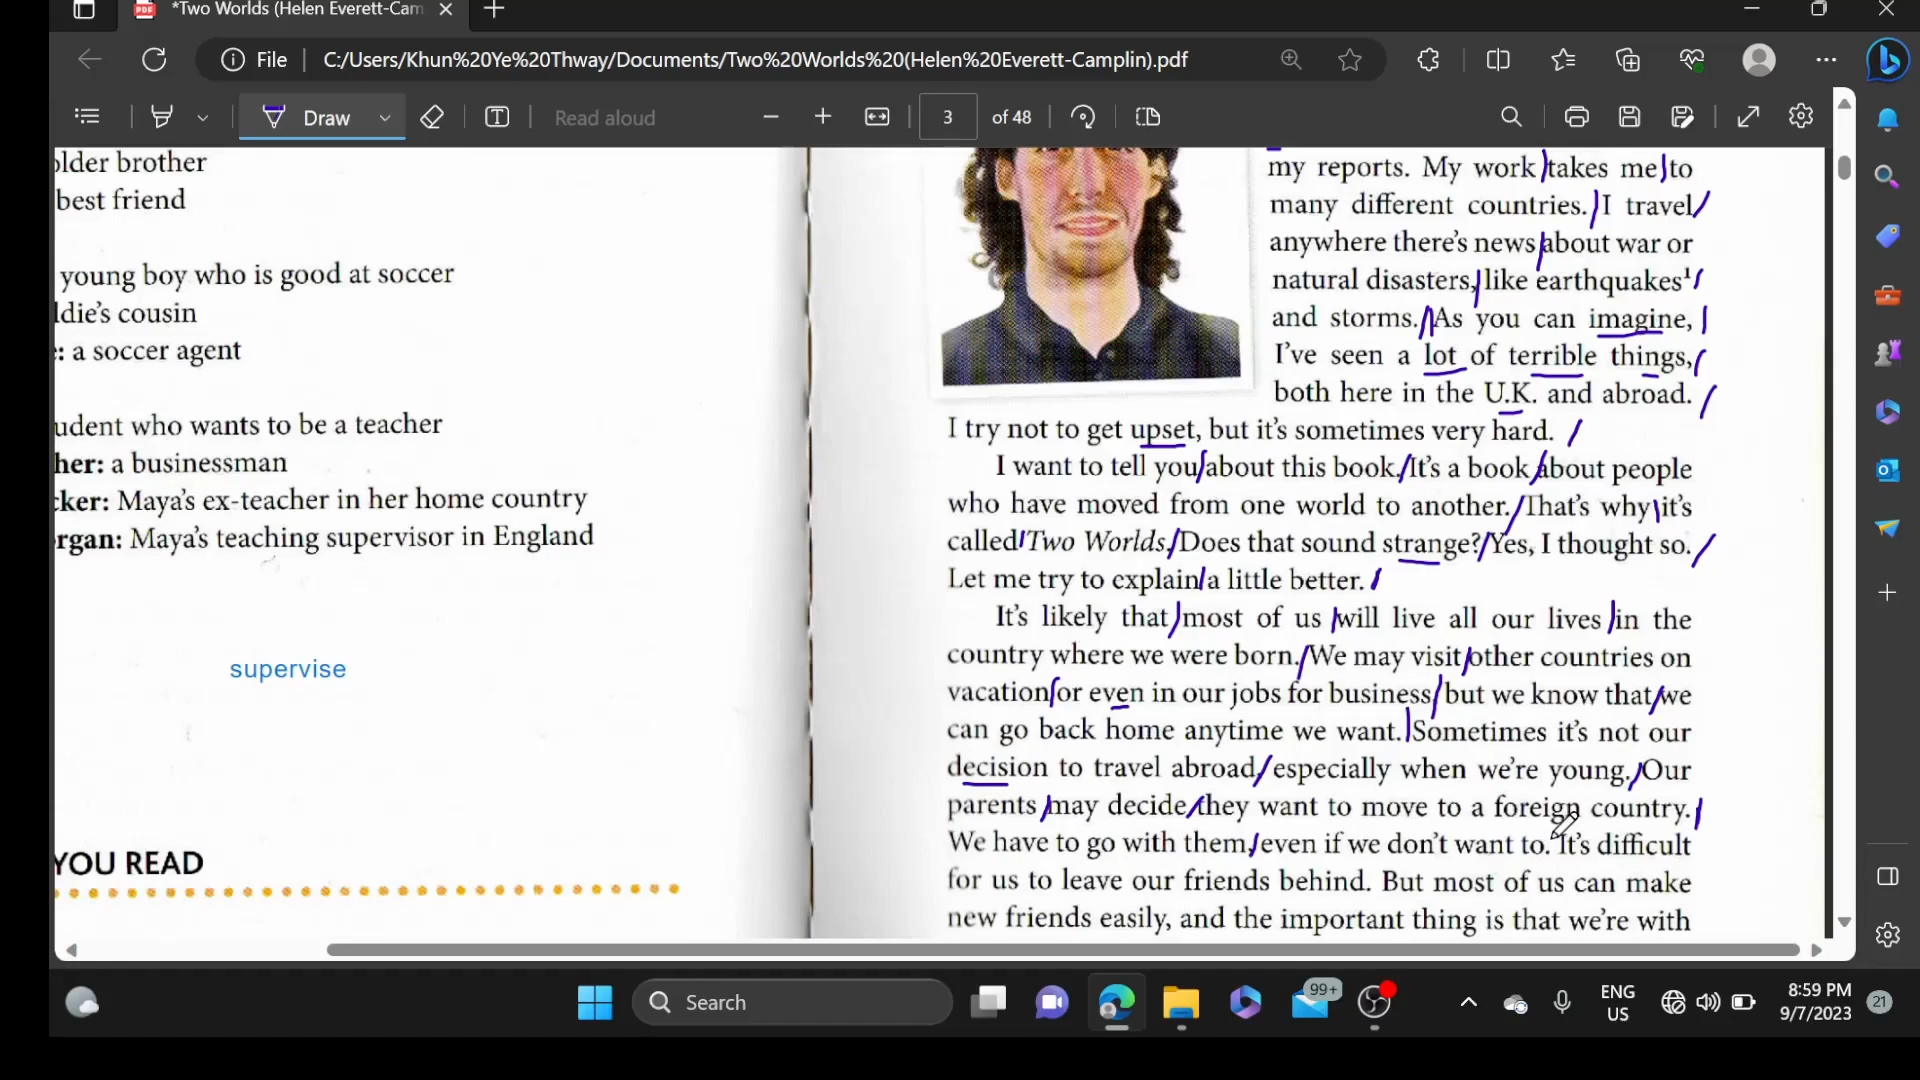 *Two Worlds (Helen Everett-Cam
File
C:/Users/Khun%20Ye%20Thway/Documents/Two%20Worlds%20(Helen%20Everett-Camplin).pdf
Draw
Read aloud
3
of 48
older brother
best friend
young boy who is good at soccer
ldie's cousin
: a soccer agent
udent who wants to be a teacher
her: a businessman
cker: Maya's ex-teacher in her home country
rgan: Maya's teaching supervisor in England
supervise
YOU READ
my reports. My work takes me to
many different countries. I travel
anywhere there's news about war or
natural disasters, like earthquakes¹
and storms. As you can imagine,
I've seen a lot of terrible things,
both here in the U.K. and abroad.
I try not to get upset, but it's sometimes very hard.
I want to tell you about this book. It's a book about people
who have moved from one world to another. That's why it's
called Two Worlds. Does that sound strange? Yes, I thought so.
Let me try to explain a little better.
It's likely that most of us will live all our lives in the
country where we were born. We may visit other countries on
vacation or even in our jobs for business, but we know that we
can go back home anytime we want. Sometimes it's not our
decision to travel abroad, especially when we're young. Our
parents may decide they want to move to a foreign country.
We have to go with them, even if we don't want to. It's difficult
for us to leave our friends behind. But most of us can make
new friends easily, and the important thing is that we're with
Search
99+
ENG
US
8:59 PM
9/7/2023
21